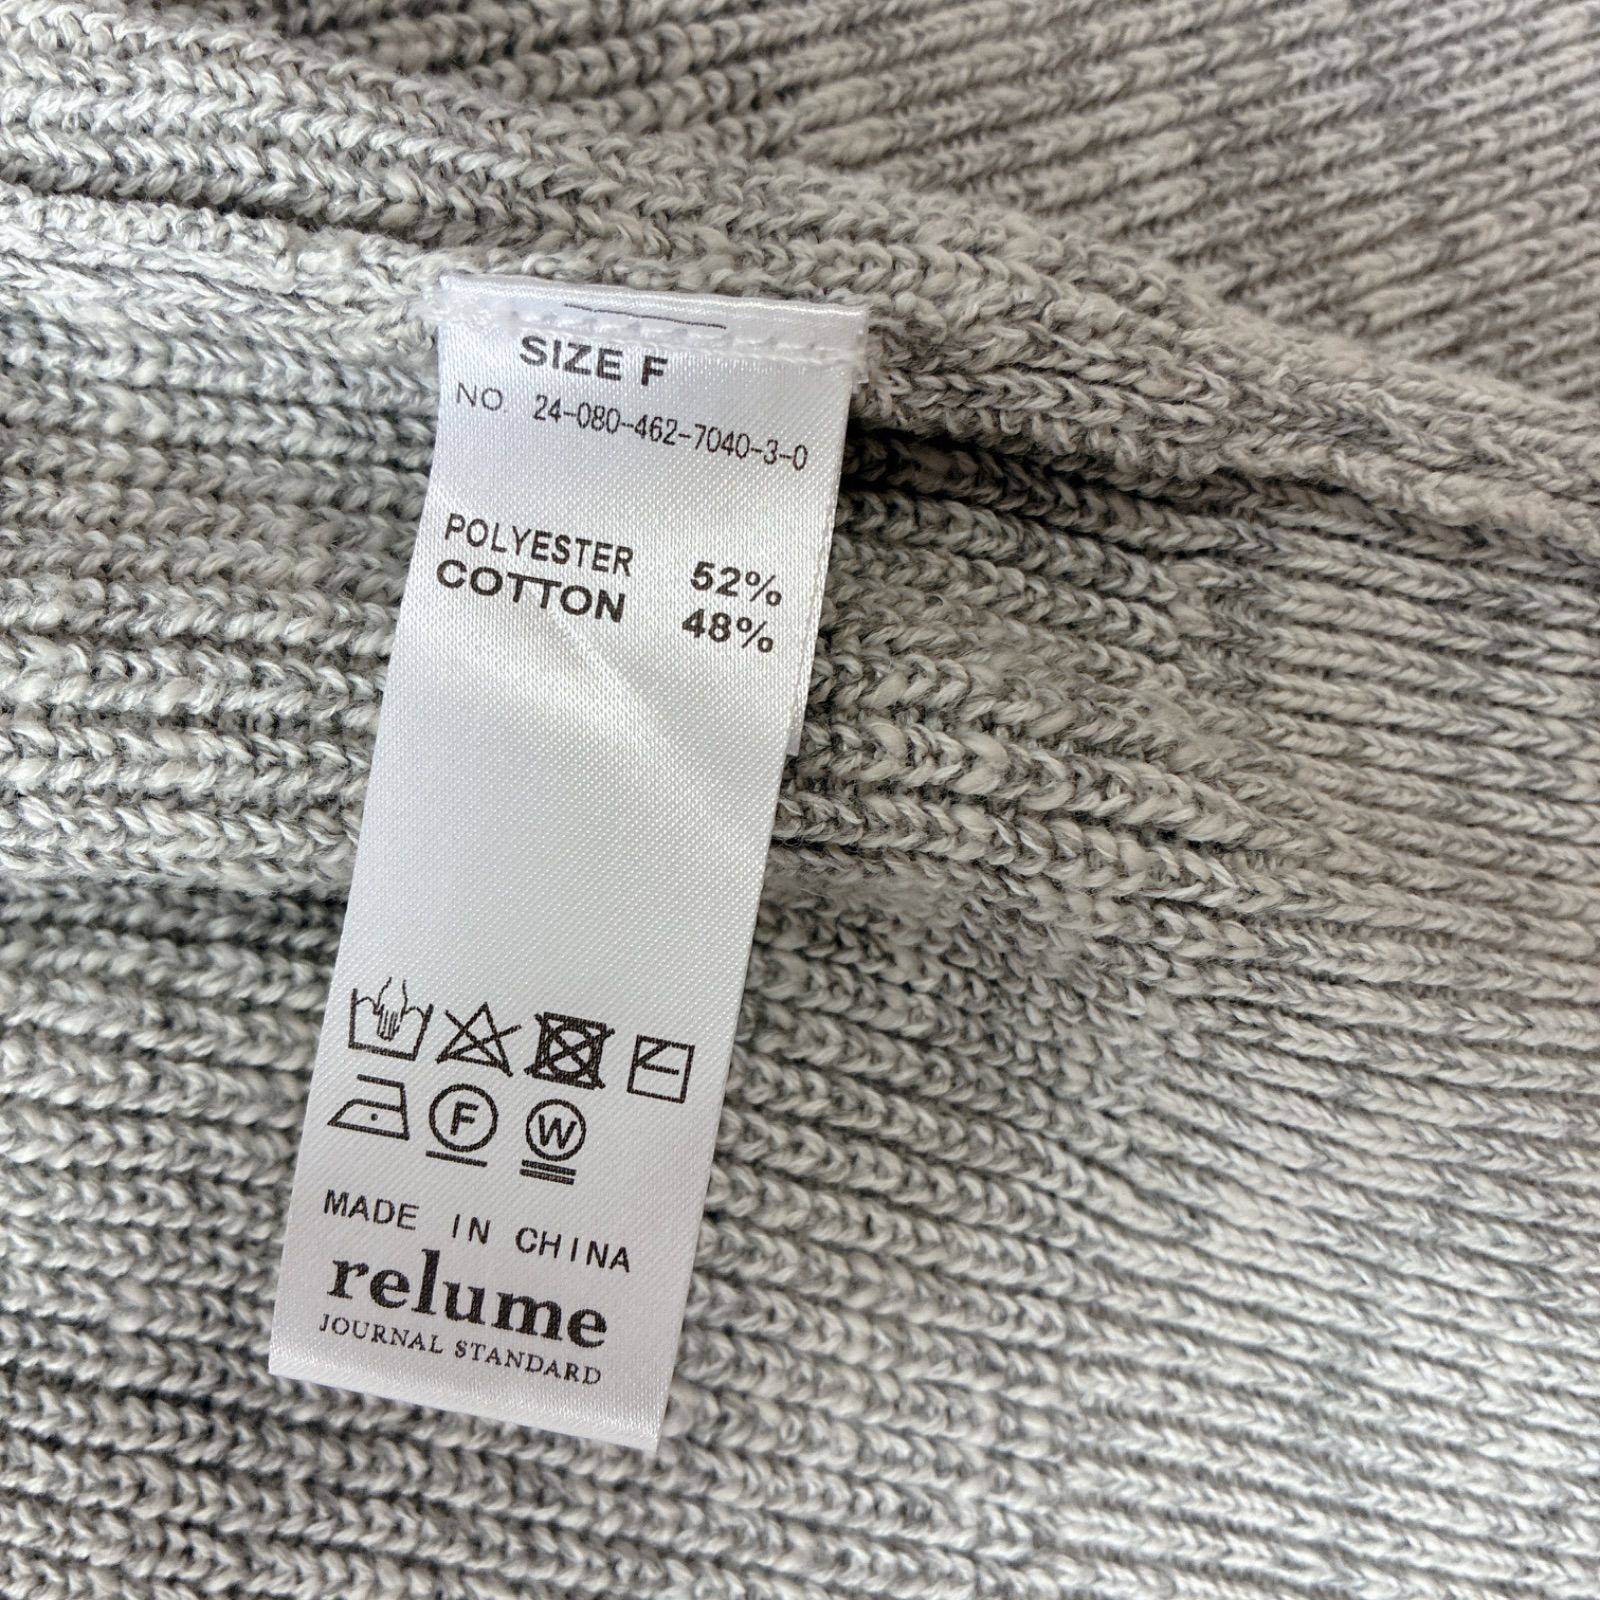 SIZE F
NO. 24-080-462-7040-3-0
POLYESTER 52%
COTTON 48%
F W
MADE IN CHINA
relume
JOURNAL STANDARD